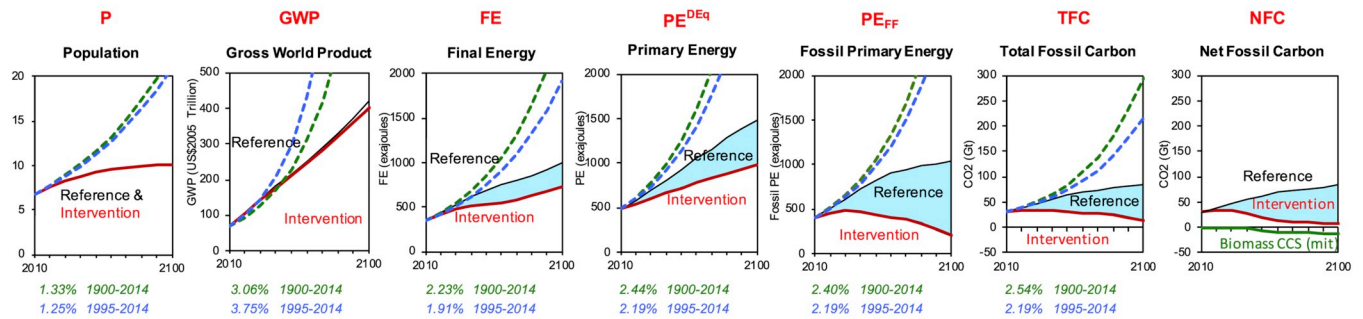 P
Population
20
15
10
5
0
Reference &
Intervention
2010
2100
1.33% 1900-2014
1.25% 1995-2014
GWP
Gross World Product
GWP (US$2005 Trillion)
500
400
300
200
100
0
Reference
Intervention
2010
2100
3.06% 1900-2014
3.75% 1995-2014
FE
Final Energy
FE (exajoules)
2000
1500
1000
500
0
Reference
Intervention
2010
2100
2.23% 1900-2014
1.91% 1995-2014
PE^DEq
Primary Energy
PE (exajoules)
2000
1500
1000
500
0
Reference
Intervention
2010
2100
2.44% 1900-2014
2.19% 1995-2014
PE_FF
Fossil Primary Energy
Fossil PE (exajoules)
2000
1500
1000
500
0
Reference
Intervention
2010
2100
2.40% 1900-2014
2.19% 1995-2014
TFC
Total Fossil Carbon
CO2 (Gt)
300
250
200
150
100
50
0
-50
Reference
Intervention
2010
2100
2.54% 1900-2014
2.19% 1995-2014
NFC
Net Fossil Carbon
CO2 (Gt)
300
250
200
150
100
50
0
-50
Reference
Intervention
Biomass CCS (mit)
2010
2100